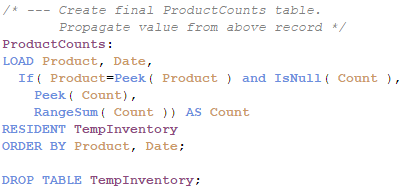 /* --- Create final ProductCounts table.
Propagate value from above record */
ProductCounts:
LOAD Product, Date,
If( Product=Peek( Product ) and IsNull( Count ),
Peek( Count),
RangeSum( Count )) AS Count
RESIDENT TempInventory
ORDER BY Product, Date;
DROP TABLE TempInventory;